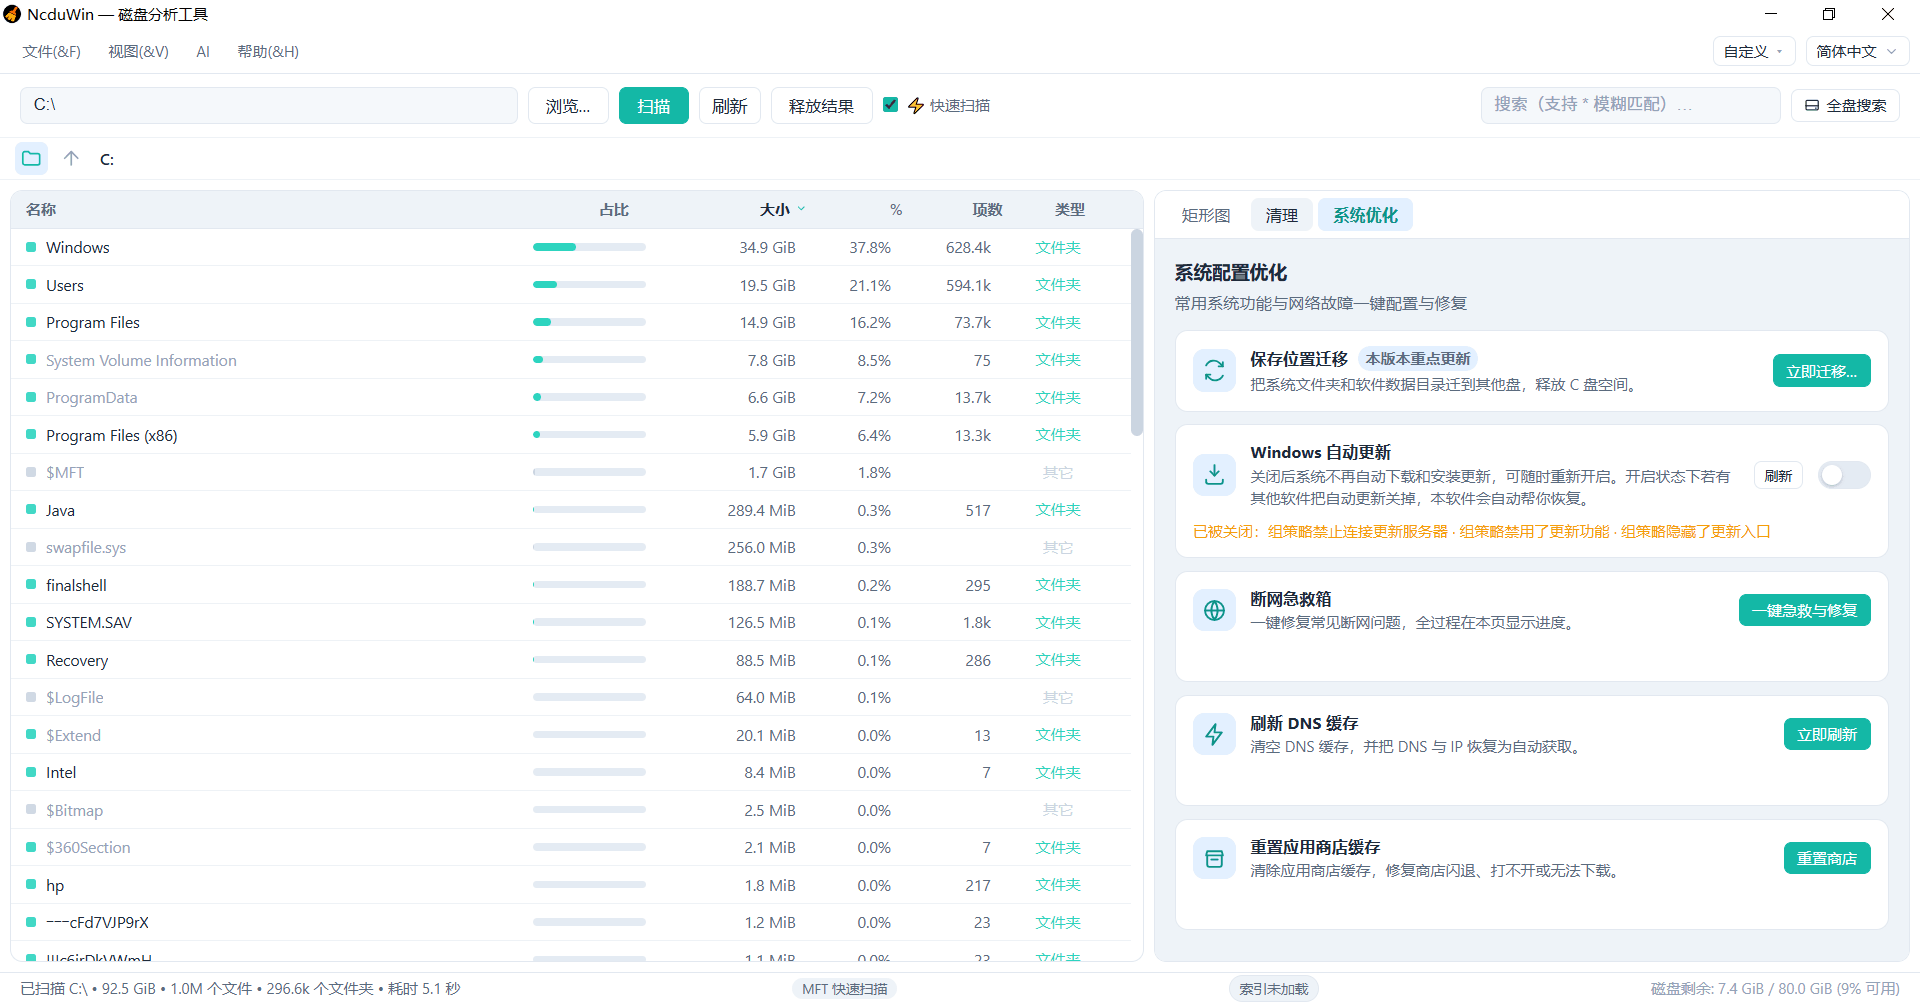 NcduWin — 磁盘分析工具
文件(&F) 视图(&V) AI 帮助(&H) 自定义 简体中文
C:\ 浏览... 扫描 刷新 释放结果 快速扫描 搜索（支持 * 模糊匹配）... 全盘搜索
C:
名称 占比 大小 % 项数 类型
Windows 34.9 GiB 37.8% 628.4k 文件夹
Users 19.5 GiB 21.1% 594.1k 文件夹
Program Files 14.9 GiB 16.2% 73.7k 文件夹
System Volume Information 7.8 GiB 8.5% 75 文件夹
ProgramData 6.6 GiB 7.2% 13.7k 文件夹
Program Files (x86) 5.9 GiB 6.4% 13.3k 文件夹
$MFT 1.7 GiB 1.8% 其它
Java 289.4 MiB 0.3% 517 文件夹
swapfile.sys 256.0 MiB 0.3% 其它
finalshell 188.7 MiB 0.2% 295 文件夹
SYSTEM.SAV 126.5 MiB 0.1% 1.8k 文件夹
Recovery 88.5 MiB 0.1% 286 文件夹
$LogFile 64.0 MiB 0.1% 其它
$Extend 20.1 MiB 0.0% 13 文件夹
Intel 8.4 MiB 0.0% 7 文件夹
$Bitmap 2.5 MiB 0.0% 其它
$360Section 2.1 MiB 0.0% 7 文件夹
hp 1.8 MiB 0.0% 217 文件夹
---cFd7VJP9rX 1.2 MiB 0.0% 23 文件夹
1.1 MiB 0.0% 23 文件夹
矩形图 清理 系统优化
系统配置优化
常用系统功能与网络故障一键配置与修复
保存位置迁移 本版本重点更新
把系统文件夹和软件数据目录迁到其他盘，释放 C 盘空间。
立即迁移...
Windows 自动更新
关闭后系统不再自动下载和安装更新，可随时重新开启。开启状态下若有
其他软件把自动更新关掉，本软件会自动帮你恢复。
刷新
已被关闭：组策略禁止连接更新服务器 · 组策略禁用了更新功能 · 组策略隐藏了更新入口
断网急救箱
一键修复常见断网问题，全过程在本页显示进度。
一键急救与修复
刷新 DNS 缓存
清空 DNS 缓存，并把 DNS 与 IP 恢复为自动获取。
立即刷新
重置应用商店缓存
清除应用商店缓存，修复商店闪退、打不开或无法下载。
重置商店
已扫描 C:\ • 92.5 GiB • 1.0M 个文件 • 296.6k 个文件夹 • 耗时 5.1 秒 MFT 快速扫描 索引未加载 磁盘剩余: 7.4 GiB / 80.0 GiB (9% 可用)